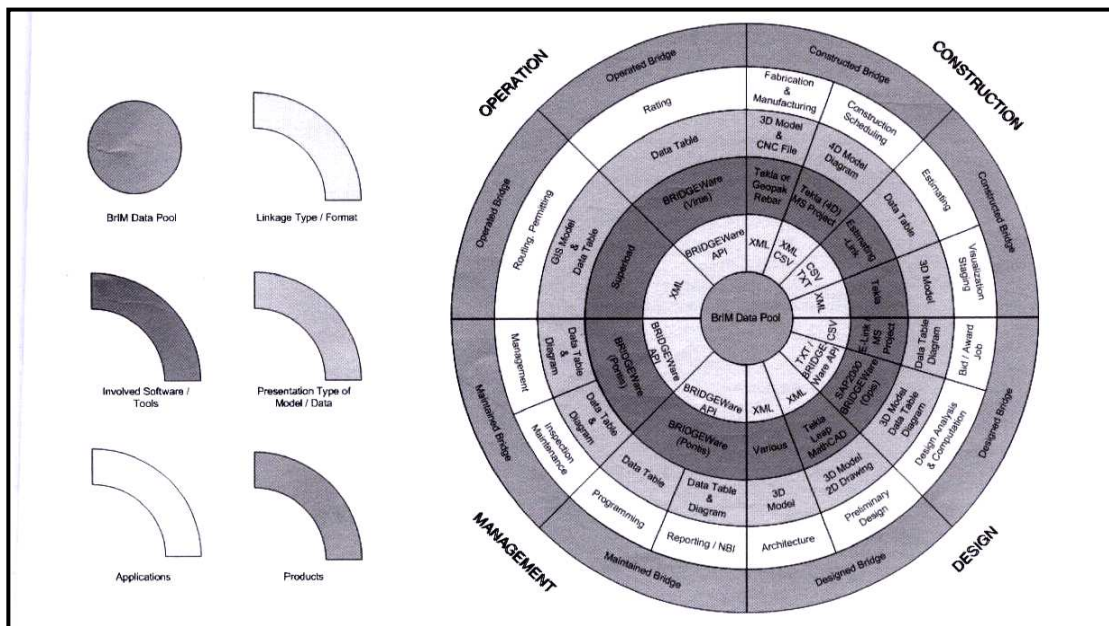 BrIM Data Pool
Linkage Type / Format
Involved Software /
Tools
Presentation Type of
Model / Data
Applications
Products
OPERATION
CONSTRUCTION
MANAGEMENT
DESIGN
BrIM Data Pool
Operated Bridge
Operated Bridge
Constructed Bridge
Constructed Bridge
Designed Bridge
Designed Bridge
Maintained Bridge
Maintained Bridge
Fabrication
&
Manufacturing
3D Model
&
CNC File
Tekla or
Geopak
Rebar
XML
Construction
Scheduling
4D Model
Diagram
Tekla (4D)
MS Project
XML
CSV
Estimating
Data Table
Estimating
-Link
CSV
TXT
Visualization
Staging
3D Model
Tekla
XML
Bid / Award
Job
Data Table
Diagram
E-Link / MS
Project
CSV
Design Analysis
& Computation
3D Model
Data Table
Diagram
SAP2000
BRIDGEWare
(Opis)
TXT /
BRIDGE
Ware API
Preliminary
Design
3D Model
2D Drawing
Tekla
Leap
MathCAD
XML
Architecture
3D
Model
Various
XML
Reporting / NBI
Data Table
&
Diagram
Programming
Data Table
BRIDGEWare
(Pontis)
BRIDGEWare
API
Inspection
Maintenance
Data Table
&
Diagram
Management
Data Table
&
Diagram
BRIDGEWare
(Pontis)
BRIDGEWare
API
Routing, Permitting
GIS Model
&
Data Table
Superload
XML
Rating
Data Table
BRIDGEWare
(Virtis)
BRIDGEWare
API